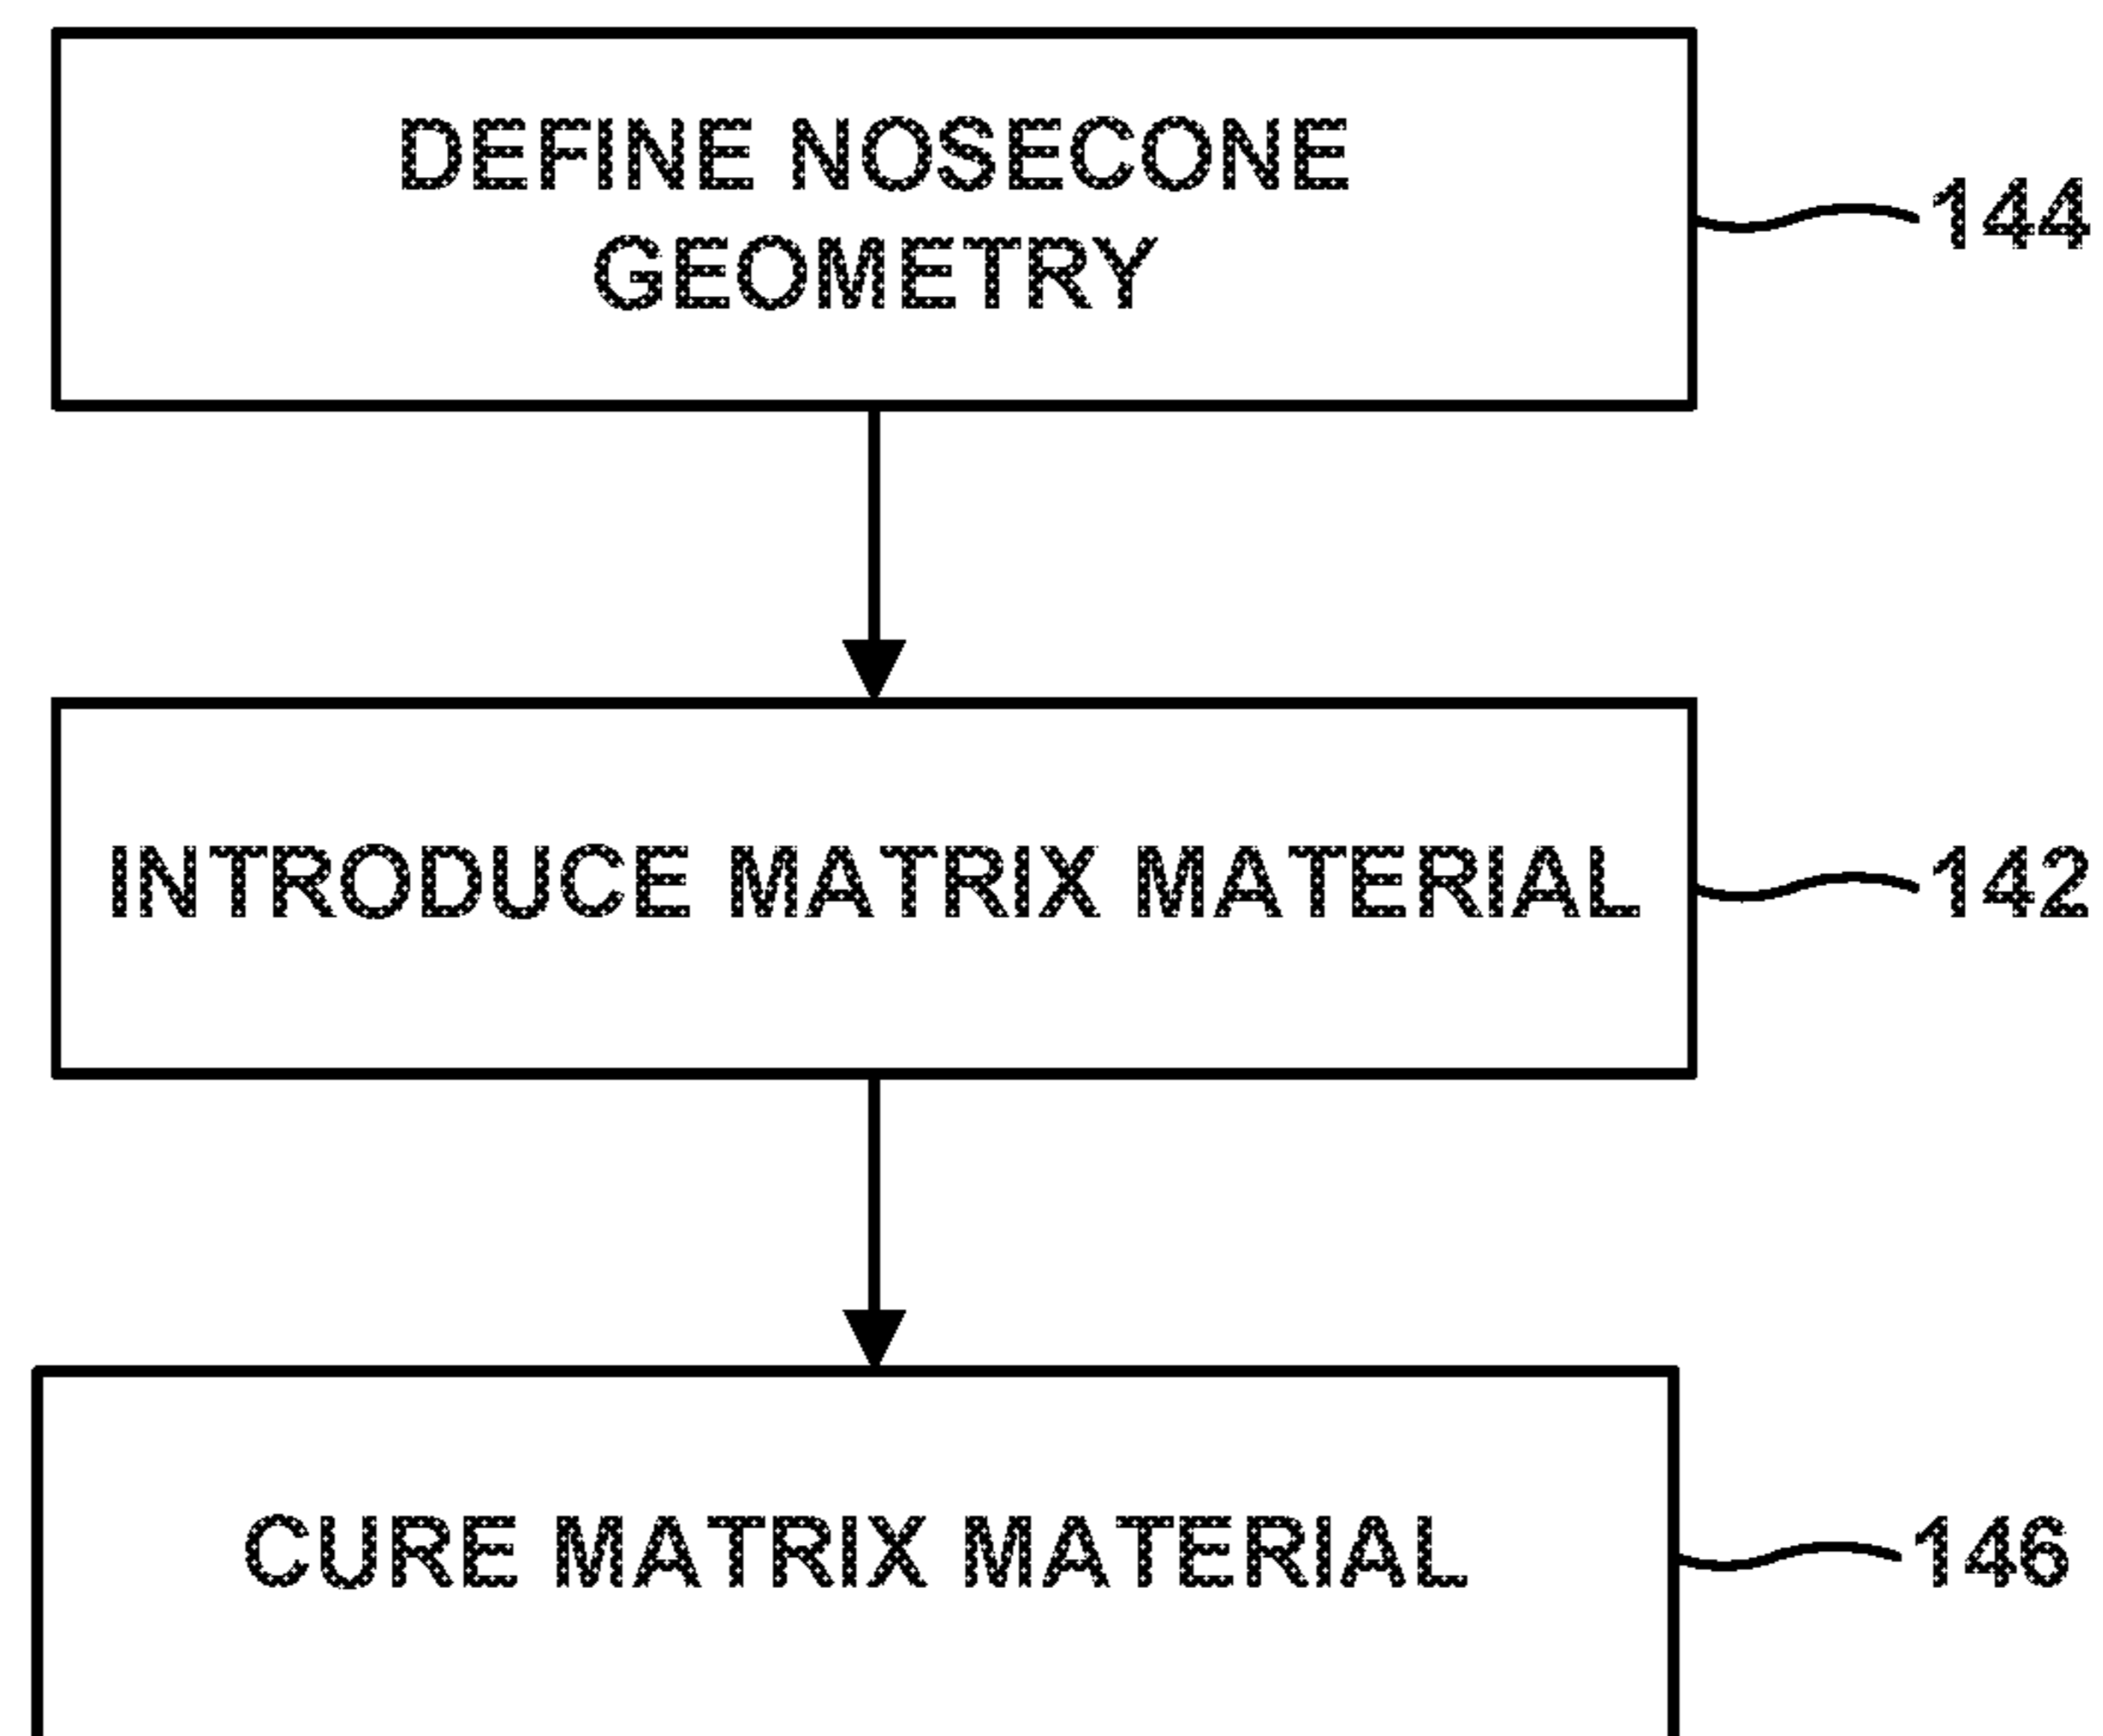 DEFINE NOSECONE
GEOMETRY
144
INTRODUCE MATRIX MATERIAL
142
CURE MATRIX MATERIAL
146